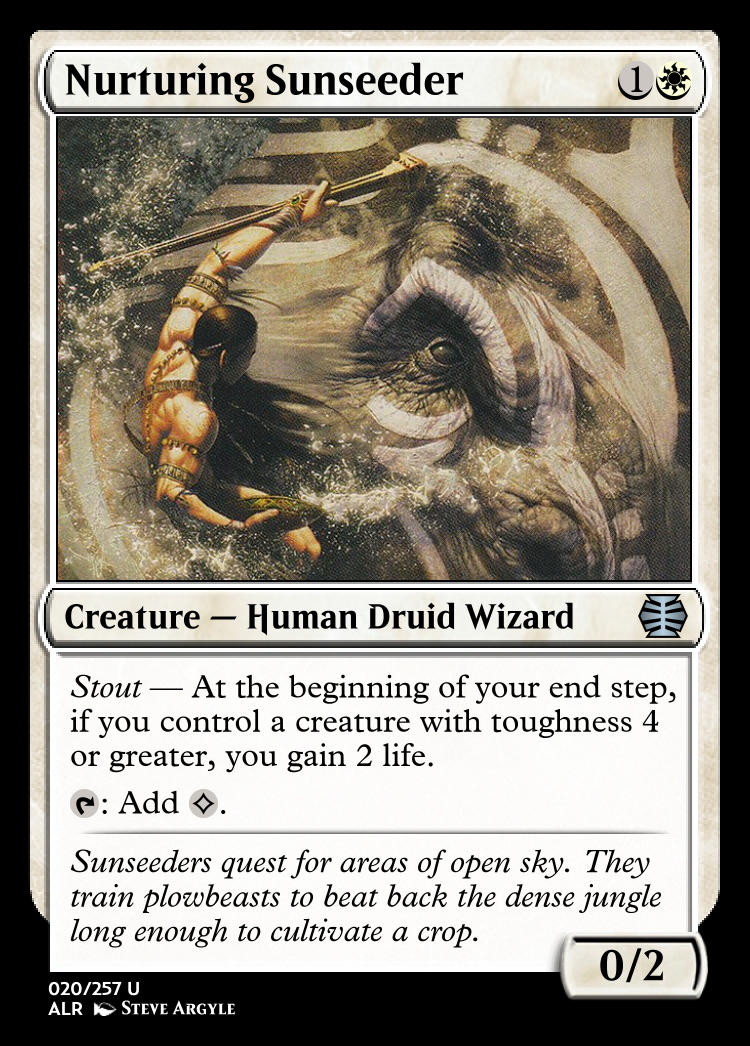 Nurturing Sunseeder 1
Creature — Human Druid Wizard
Stout — At the beginning of your end step,
if you control a creature with toughness 4
or greater, you gain 2 life.
: Add .
Sunseeders quest for areas of open sky. They
train plowbeasts to beat back the dense jungle
long enough to cultivate a crop.
0/2
020/257 U
ALR Steve Argyle